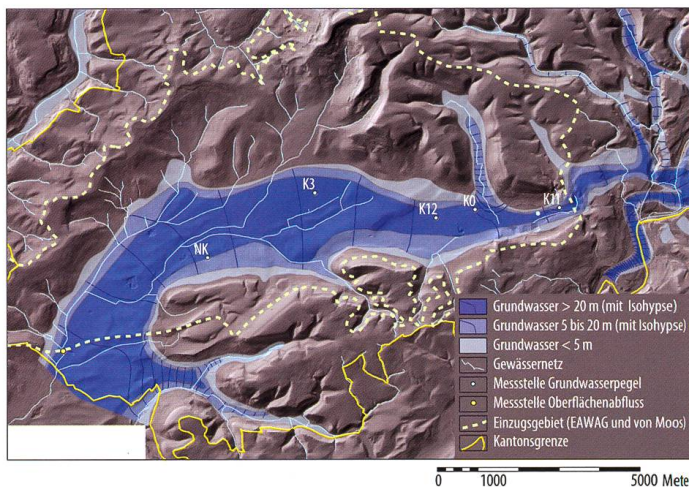 K3
K12
K0
K11
NK
Grundwasser > 20 m (mit Isohypse)
Grundwasser 5 bis 20 m (mit Isohypse)
Grundwasser < 5 m
Gewässernetz
Messstelle Grundwasserpegel
Messstelle Oberflächenabfluss
Einzugsgebiet (EAWAG und von Moos)
Kantonsgrenze
0 1000 5000 Mete